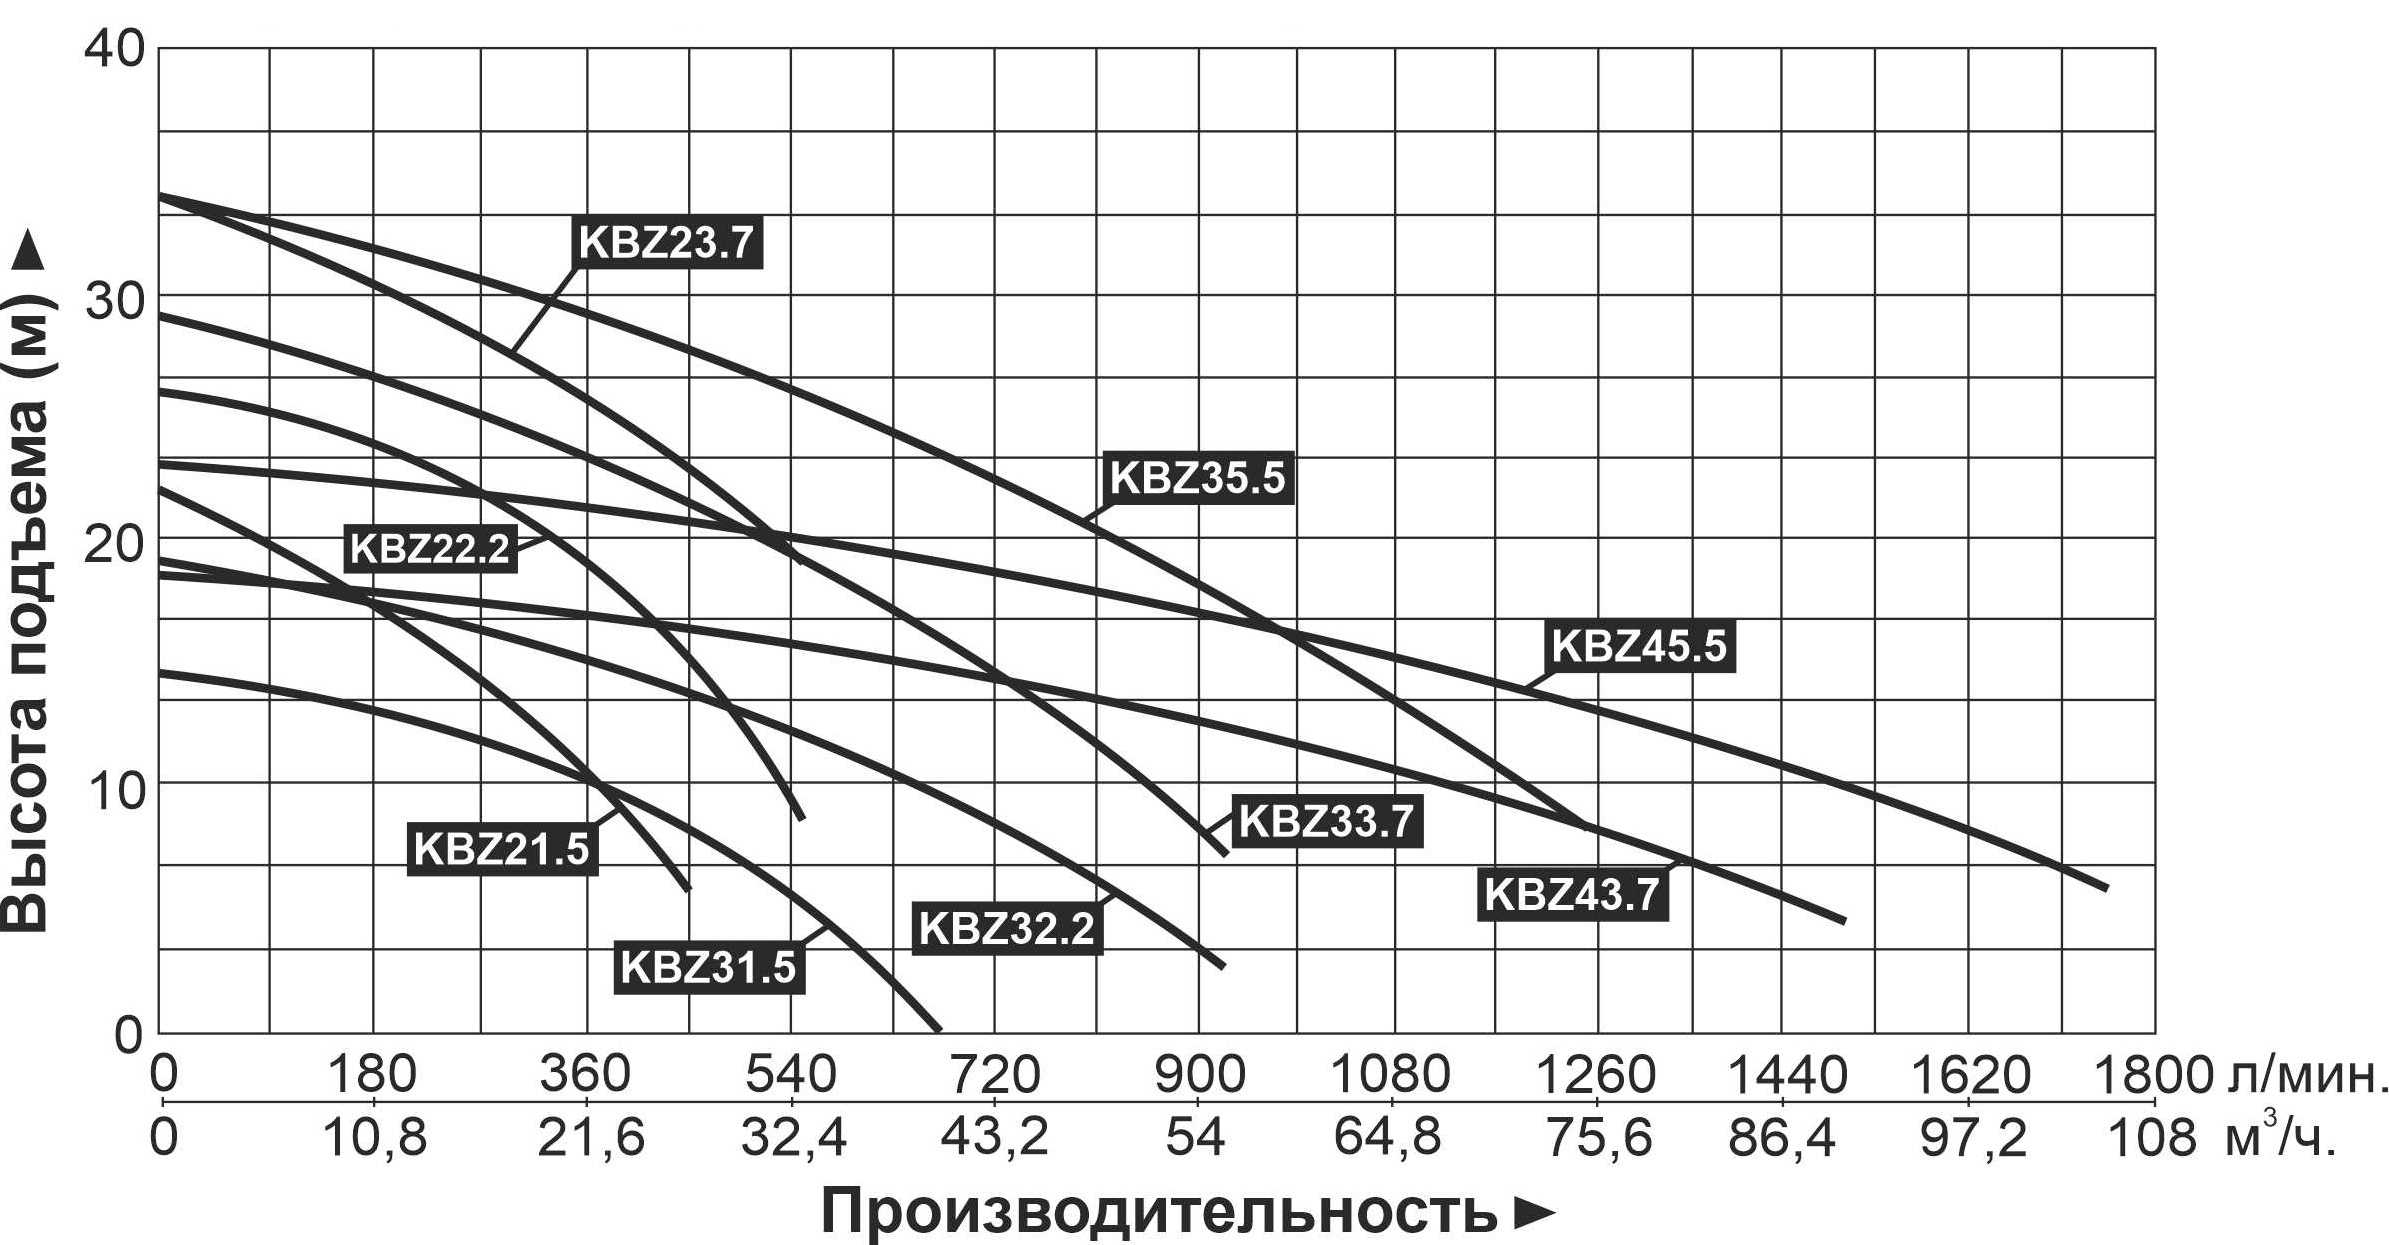 Высота подъема (м) ►
40
30
20
10
0
KBZ23.7
KBZ35.5
KBZ22.2
KBZ45.5
KBZ33.7
KBZ21.5
KBZ43.7
KBZ32.2
KBZ31.5
0 180 360 540 720 900 1080 1260 1440 1620 1800 л/мин.
0 10,8 21,6 32,4 43,2 54 64,8 75,6 86,4 97,2 108 м³/ч.
Производительность ►